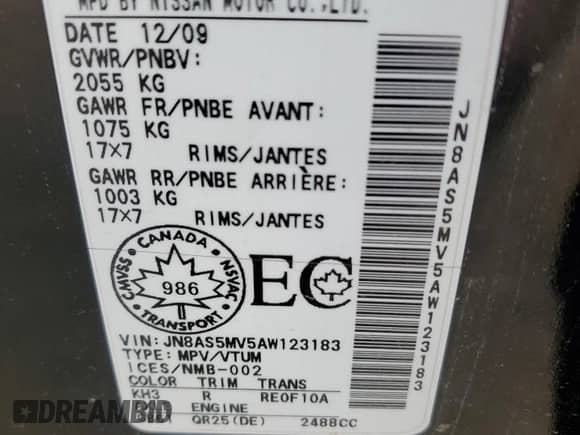 MFD BY NISSAN MOTOR CO.,LTD.
DATE 12/09
GVWR/PNBV:
2055 KG
GAWR FR/PNBE AVANT:
1075 KG
17x7 RIMS/JANTES
GAWR RR/PNBE ARRIÈRE:
1003 KG
17x7 RIMS/JANTES
CANADA
CMVSS NSVAC
986
TRANSPORT
EC
VIN: JN8AS5MV5AW123183
TYPE: MPV/VTUM
ICES/NMB-002
COLOR TRIM TRANS
KH3 R RE0F10A
ENGINE
QR25(DE) 2488CC
JN8AS5MV5AW123183
DREAMBID